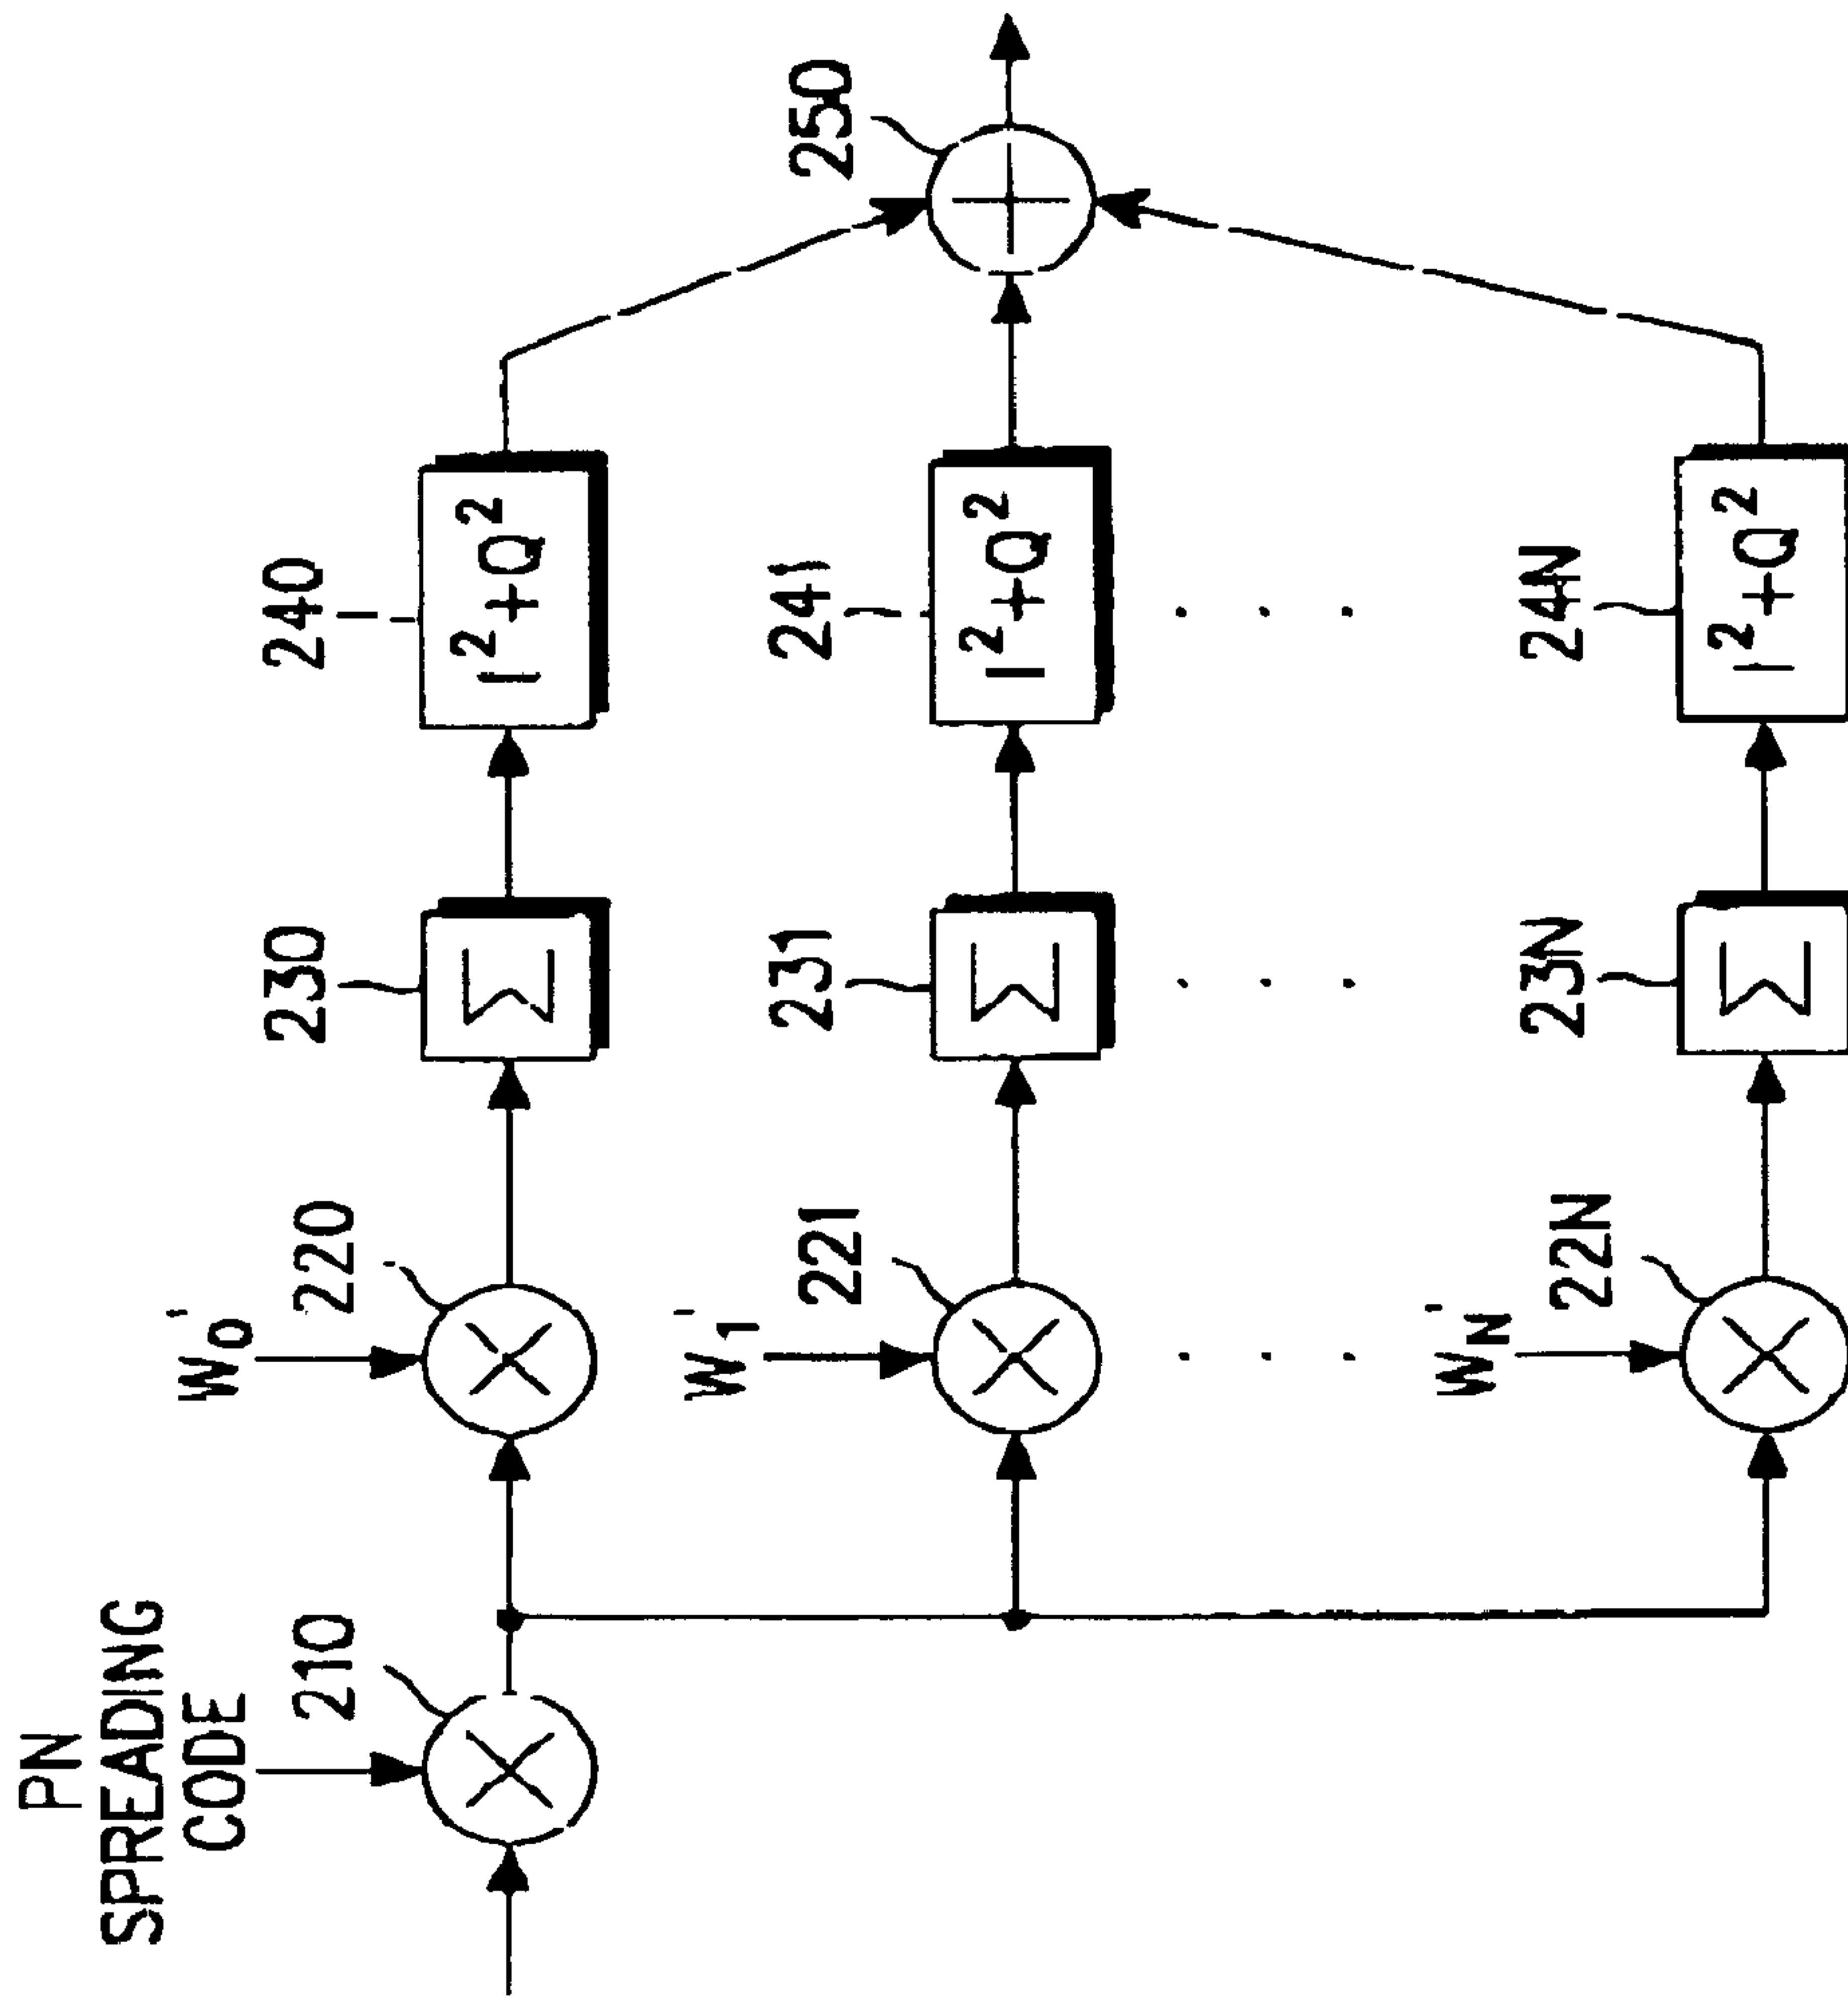 PN
SPREADING
CODE
210
W0'
220
230
240
Σ
I²+Q²
250
W1'
221
231
241
Σ
I²+Q²
WN'
22N
23N
24N
Σ
I²+Q²